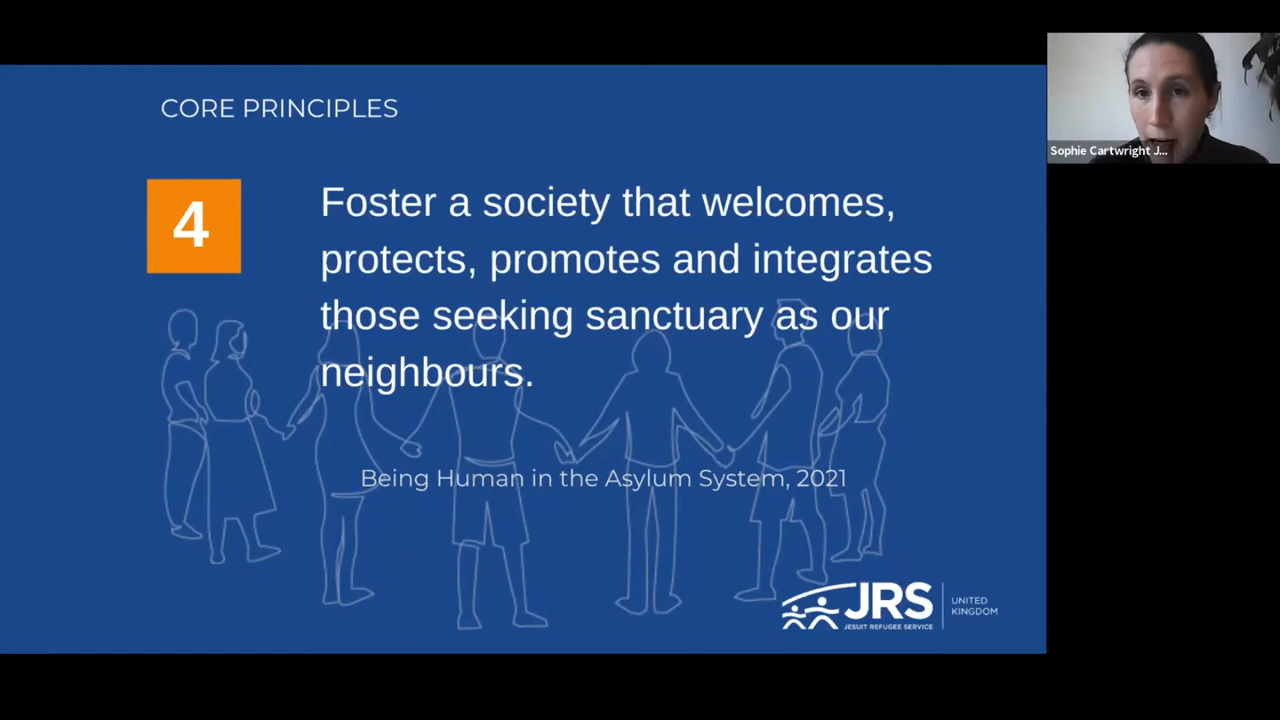 CORE PRINCIPLES
4
Foster a society that welcomes,
protects, promotes and integrates
those seeking sanctuary as our
neighbours.
Being Human in the Asylum System, 2021
JRS
JESUIT REFUGEE SERVICE
UNITED
KINGDOM
Sophie Cartwright J...